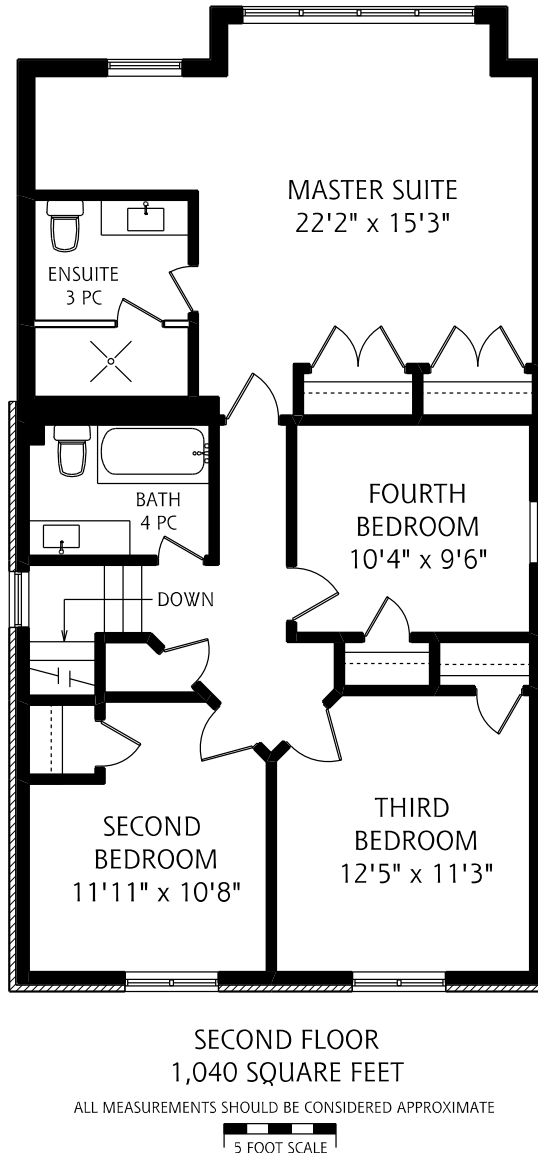 MASTER SUITE
22'2" x 15'3"
ENSUITE
3 PC
BATH
4 PC
FOURTH
BEDROOM
10'4" x 9'6"
DOWN
SECOND
BEDROOM
11'11" x 10'8"
THIRD
BEDROOM
12'5" x 11'3"
SECOND FLOOR
1,040 SQUARE FEET
ALL MEASUREMENTS SHOULD BE CONSIDERED APPROXIMATE
5 FOOT SCALE